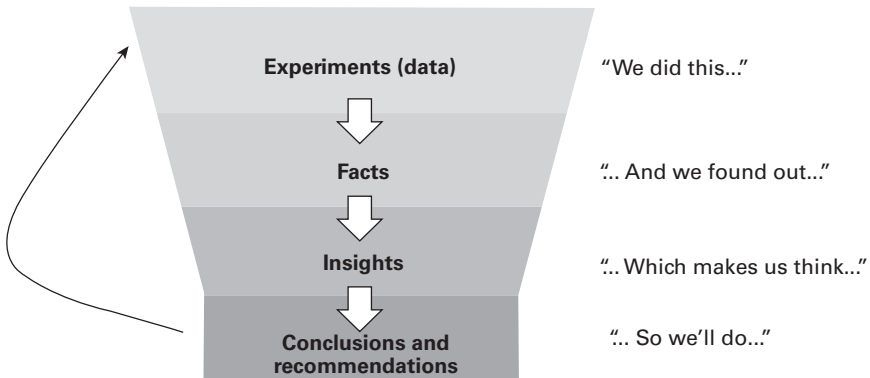 Experiments (data)
“We did this...”
Facts
“... And we found out...”
Insights
“... Which makes us think...”
Conclusions and
recommendations
“... So we’ll do...”